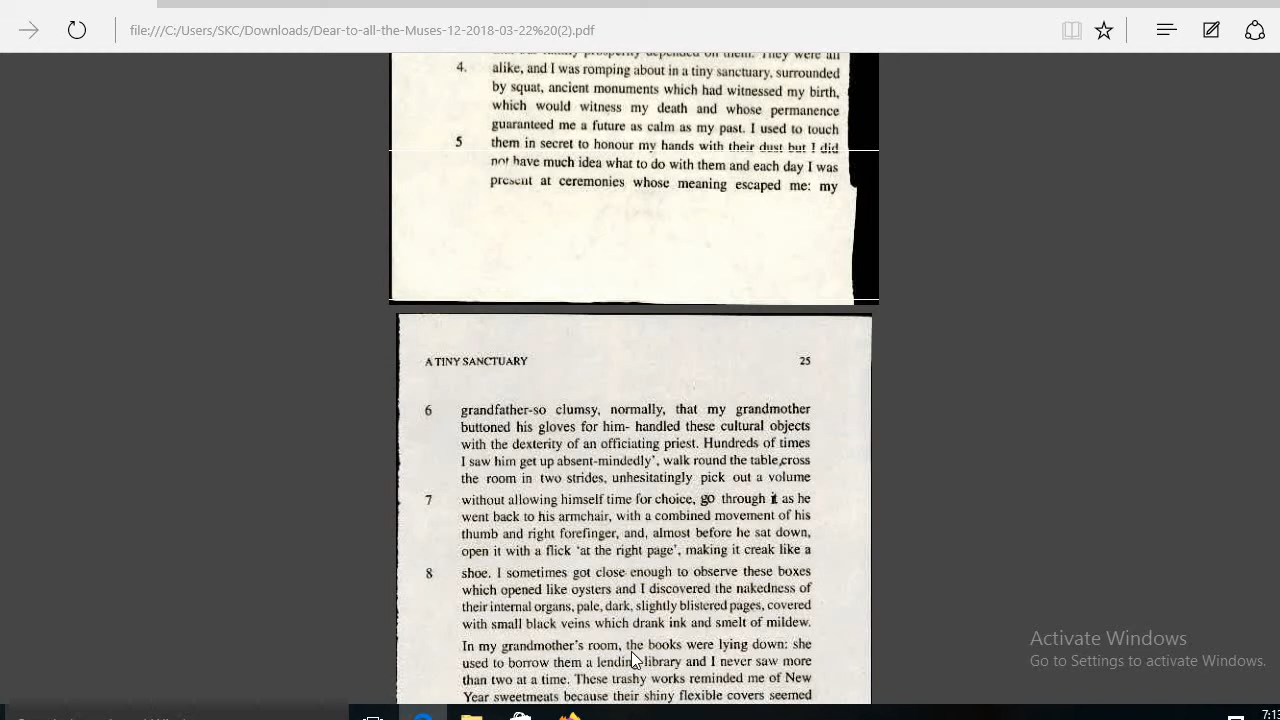 file:///C:/Users/SKC/Downloads/Dear-to-all-the-Muses-12-2018-03-22%20(2).pdf
that our family prosperity depended on them. They were all
4. alike, and I was romping about in a tiny sanctuary, surrounded
by squat, ancient monuments which had witnessed my birth,
which would witness my death and whose permanence
guaranteed me a future as calm as my past. I used to touch
5 them in secret to honour my hands with their dust but I did
not have much idea what to do with them and each day I was
present at ceremonies whose meaning escaped me: my
A TINY SANCTUARY 25
6 grandfather-so clumsy, normally, that my grandmother
buttoned his gloves for him- handled these cultural objects
with the dexterity of an officiating priest. Hundreds of times
I saw him get up absent-mindedly', walk round the table,cross
the room in two strides, unhesitatingly pick out a volume
7 without allowing himself time for choice, go through it as he
went back to his armchair, with a combined movement of his
thumb and right forefinger, and, almost before he sat down,
open it with a flick 'at the right page', making it creak like a
8 shoe. I sometimes got close enough to observe these boxes
which opened like oysters and I discovered the nakedness of
their internal organs, pale, dark, slightly blistered pages, covered
with small black veins which drank ink and smelt of mildew.
In my grandmother's room, the books were lying down: she
used to borrow them a lending library and I never saw more
than two at a time. These trashy works reminded me of New
Year sweetmeats because their shiny flexible covers seemed
Activate Windows
Go to Settings to activate Windows.